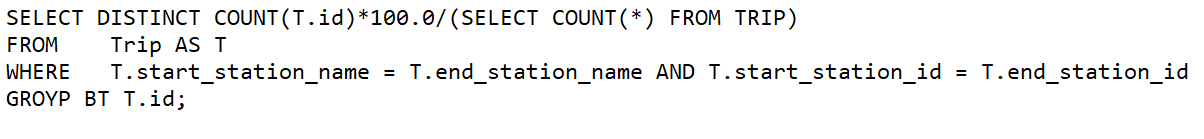 SELECT DISTINCT COUNT(T.id)*100.0/(SELECT COUNT(*) FROM TRIP)
FROM    Trip AS T
WHERE   T.start_station_name = T.end_station_name AND T.start_station_id = T.end_station_id
GROYP BT T.id;